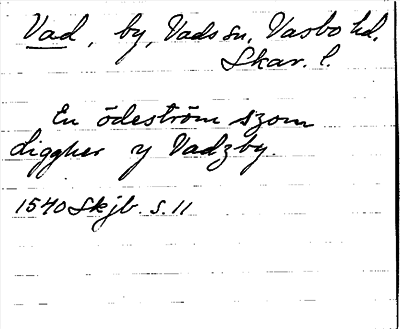 Vad, by, Vads sn, Vasbo hd.
Skar. l.
En ödeström szom
liggher y Vadzby.
1540 Skjb. s. 11